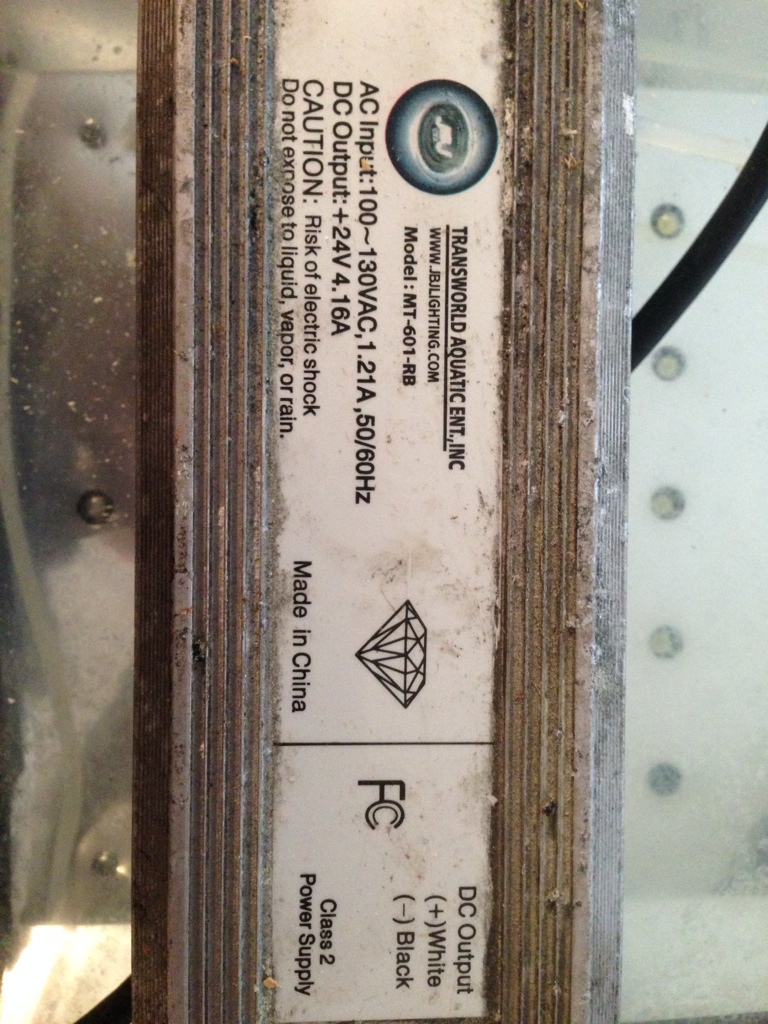 TRANSWORLD AQUATIC ENT.,INC
WWW.JBJLIGHTING.COM
Model : MT-601-RB
AC Input:100~130VAC,1.21A ,50/60Hz
DC Output:+24V 4.16A
CAUTION: Risk of electric shock
Do not expose to liquid, vapor, or rain.
Made in China
FC
DC Output
(+)White
(−) Black
Class 2
Power Supply